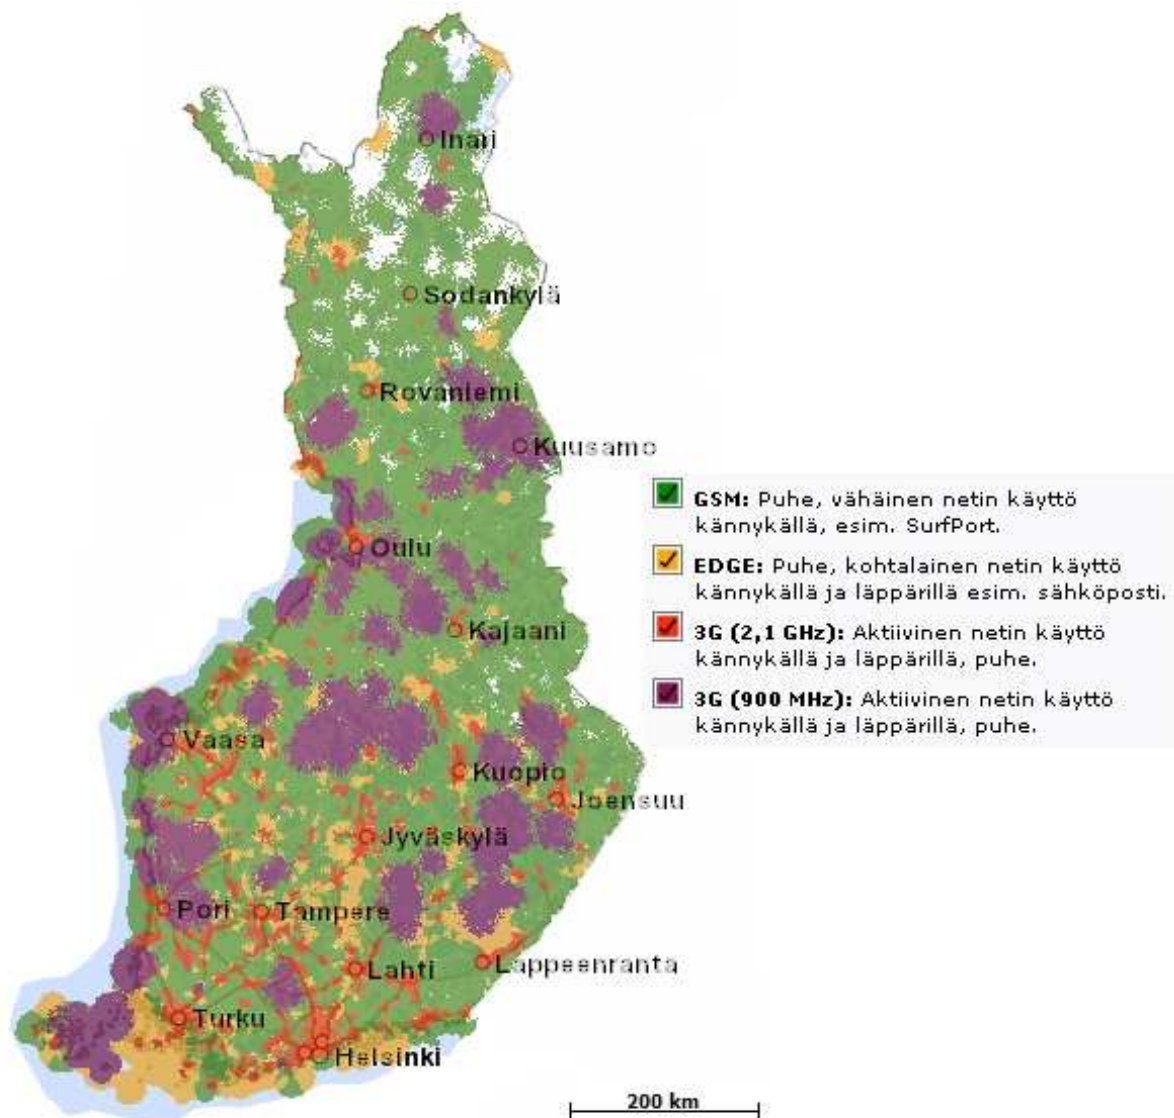 Inari
Sodankylä
Rovaniemi
Kuusamo
GSM: Puhe, vähäinen netin käyttö
kännykällä, esim. SurfPort.
Oulu
EDGE: Puhe, kohtalainen netin käyttö
kännykällä ja läppärillä esim. sähköposti.
Kajaani
3G (2,1 GHz): Aktiivinen netin käyttö
kännykällä ja läppärillä, puhe.
3G (900 MHz): Aktiivinen netin käyttö
kännykällä ja läppärillä, puhe.
Vaasa
Kuopio
Joensuu
Jyväskylä
Pori
Tampere
Lahti
Lappeenranta
Turku
Helsinki
200 km